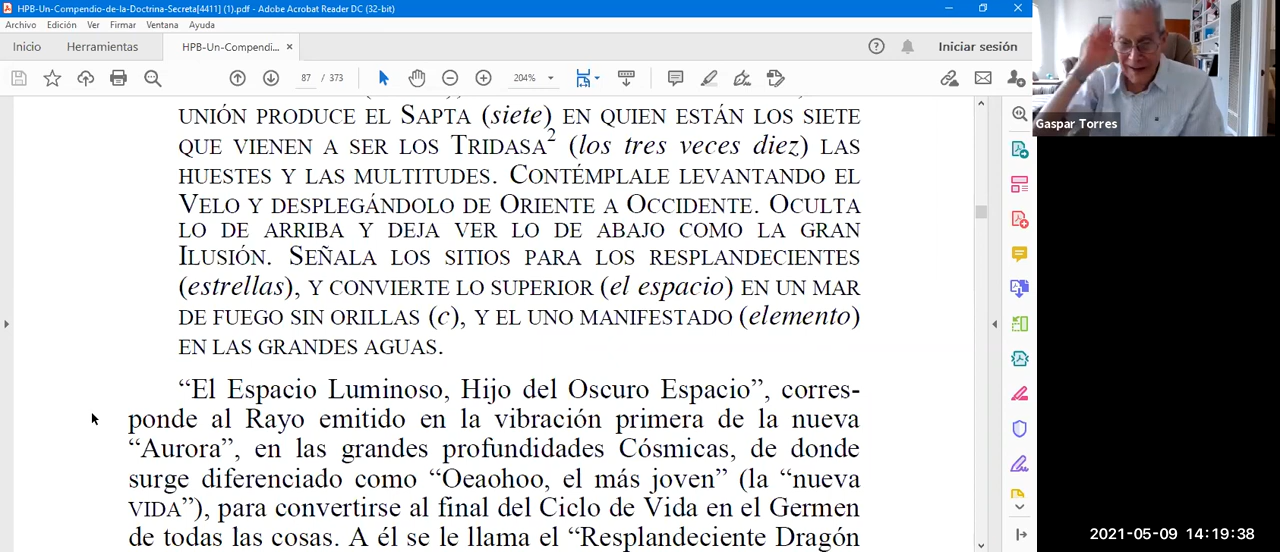 HPB-Un-Compendio-de-la-Doctrina-Secreta[4411] (1).pdf - Adobe Acrobat Reader DC (32-bit)
Archivo Edición Ver Firmar Ventana Ayuda
Inicio Herramientas HPB-Un-Compendi... × Iniciar sesión
87 / 373 204%
UNIÓN PRODUCE EL SAPTA (siete) EN QUIEN ESTÁN LOS SIETE
QUE VIENEN A SER LOS TRIDASA2 (los tres veces diez) LAS
HUESTES Y LAS MULTITUDES. CONTÉMPLALE LEVANTANDO EL
VELO Y DESPLEGÁNDOLO DE ORIENTE A OCCIDENTE. OCULTA
LO DE ARRIBA Y DEJA VER LO DE ABAJO COMO LA GRAN
ILUSIÓN. SEÑALA LOS SITIOS PARA LOS RESPLANDECIENTES
(estrellas), Y CONVIERTE LO SUPERIOR (el espacio) EN UN MAR
DE FUEGO SIN ORILLAS (c), Y EL UNO MANIFESTADO (elemento)
EN LAS GRANDES AGUAS.
“El Espacio Luminoso, Hijo del Oscuro Espacio”, corres-
ponde al Rayo emitido en la vibración primera de la nueva
“Aurora”, en las grandes profundidades Cósmicas, de donde
surge diferenciado como “Oeaohoo, el más joven” (la “nueva
VIDA”), para convertirse al final del Ciclo de Vida en el Germen
de todas las cosas. A él se le llama el “Resplandeciente Dragón
Gaspar Torres
2021-05-09 14:19:38